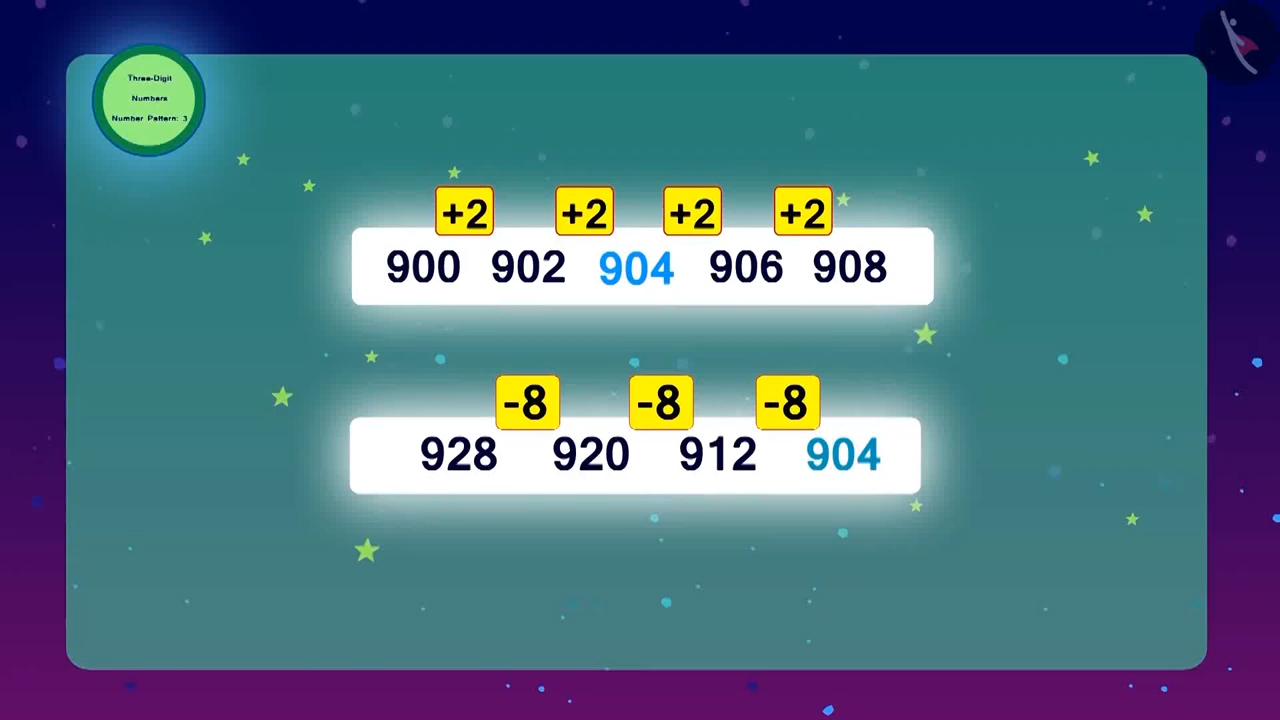 Three-Digit
Numbers
Number Pattern: 3
+2 +2 +2 +2
900 902 904 906 908
-8 -8 -8
928 920 912 904